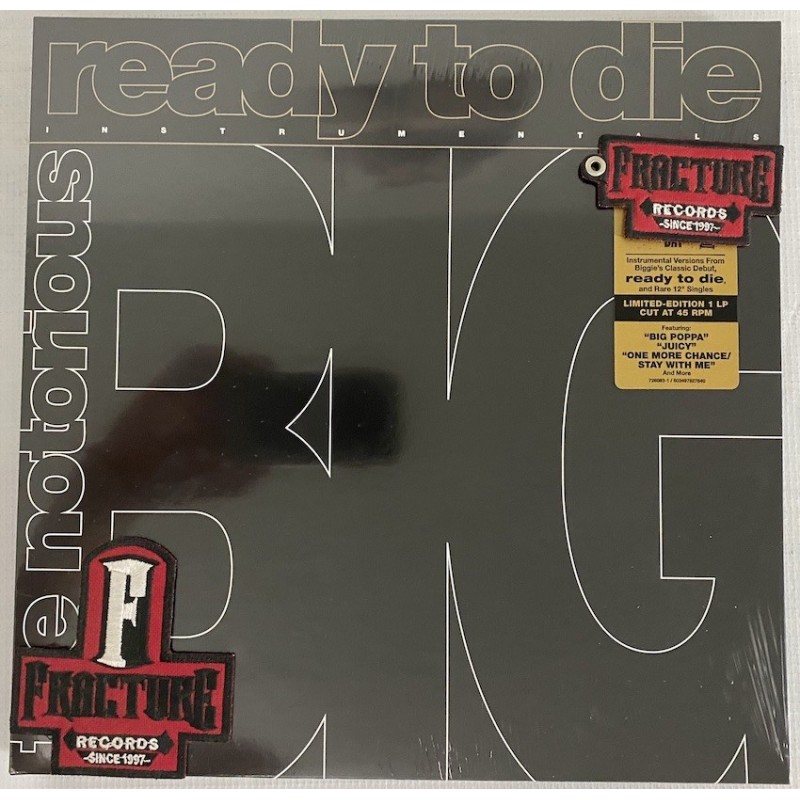 ready to die
INSTRUMENTALS
notorious
BIG
FRACTURE
RECORDS
-SINCE 1997-
Instrumental Versions From
Biggie's Classic Debut,
ready to die,
and Rare 12" Singles
LIMITED-EDITION 1 LP
CUT AT 45 RPM
Featuring:
"BIG POPPA"
"JUICY"
"ONE MORE CHANCE/
STAY WITH ME"
And More
F
FRACTURE
RECORDS
-SINCE 1997-